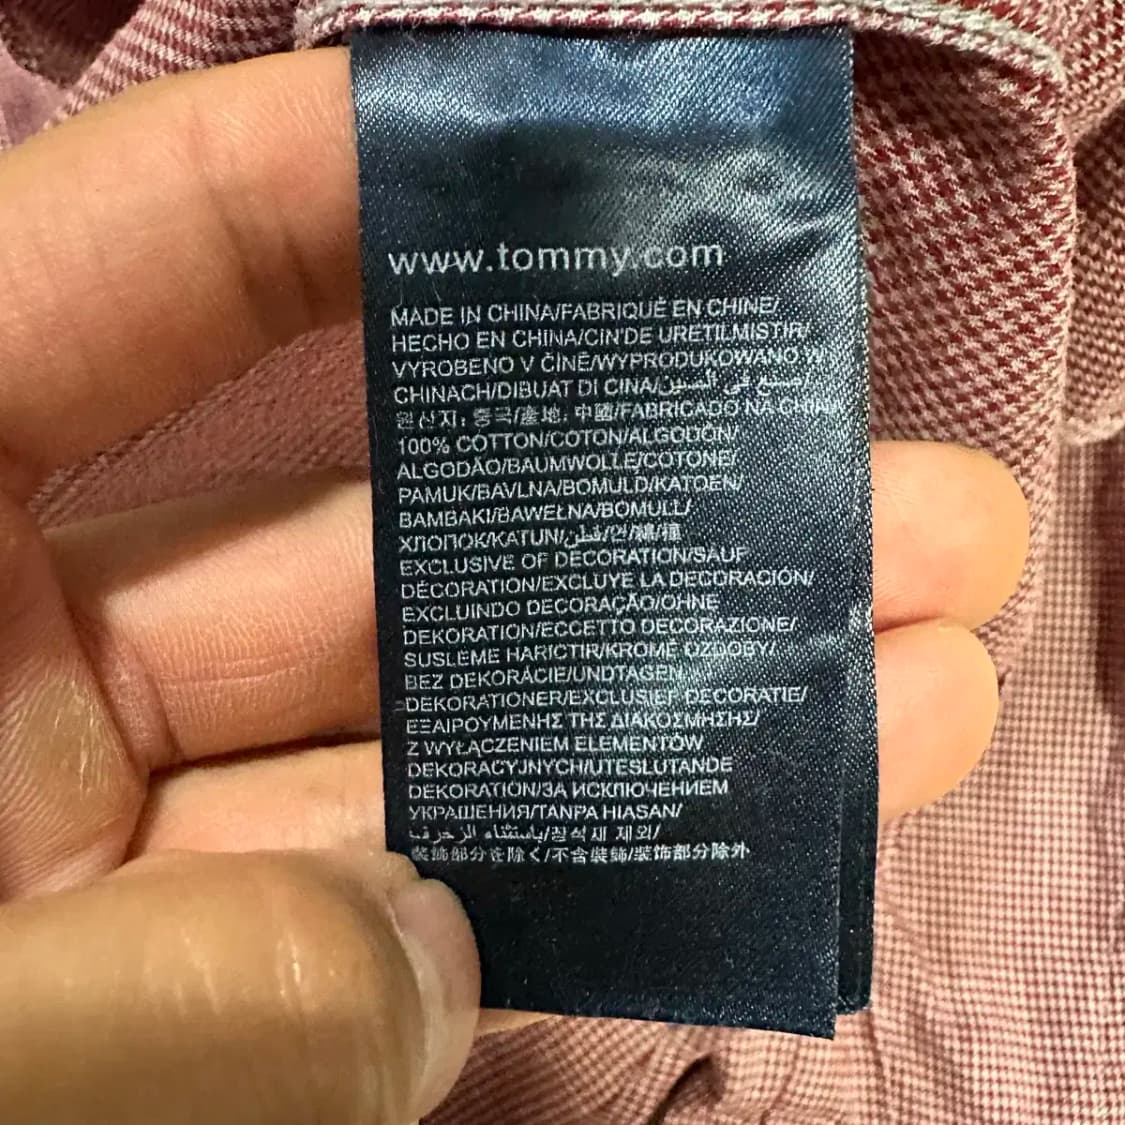 www.tommy.com
MADE IN CHINA/FABRIQUÉ EN CHINE/
HECHO EN CHINA/CIN'DE URETILMISTIR/
VYROBENO V ČÍNĚ/WYPRODUKOWANO W
CHINACH/DIBUAT DI CINA/صنع في الصين/
원산지: 중국/產地: 中國/FABRICADO NA CHINA
100% COTTON/COTON/ALGODÓN/
ALGODÃO/BAUMWOLLE/COTONE/
PAMUK/BAVLNA/BOMULD/KATOEN/
BAMBAKI/BAWEŁNA/BOMULL/
ХЛОПОК/KATUN/قطن/면/綿/棉
EXCLUSIVE OF DECORATION/SAUF
DÉCORATION/EXCLUYE LA DECORACIÓN/
EXCLUINDO DECORAÇÃO/OHNE
DEKORATION/ECCETTO DECORAZIONE/
SUSLEME HARICTIR/KROMĚ OZDOBY/
BEZ DEKORÁCIE/UNDTAGEN
DEKORATIONER/EXCLUSIEF DECORATIE/
ΕΞΑΙΡΟΥΜΕΝΗΣ ΤΗΣ ΔΙΑΚΟΣΜΗΣΗΣ/
Z WYŁĄCZENIEM ELEMENTÓW
DEKORACYJNYCH/UTESLUTANDE
DEKORATION/ЗА ИСКЛЮЧЕНИЕМ
УКРАШЕНИЯ/TANPA HIASAN/
باستثناء الزخرفة/장식재 제외/
装飾部分を除く/不含裝飾/装饰部分除外